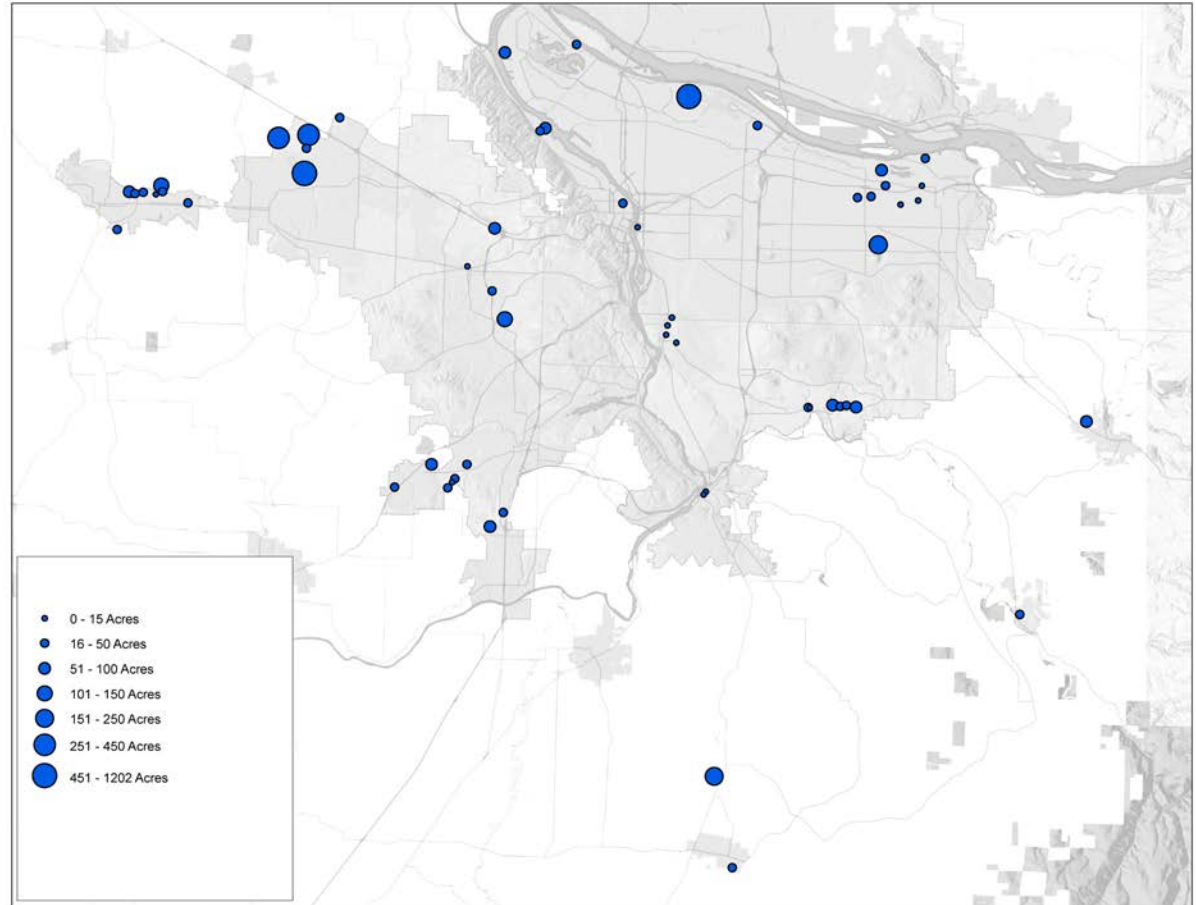 0 - 15 Acres
16 - 50 Acres
51 - 100 Acres
101 - 150 Acres
151 - 250 Acres
251 - 450 Acres
451 - 1202 Acres